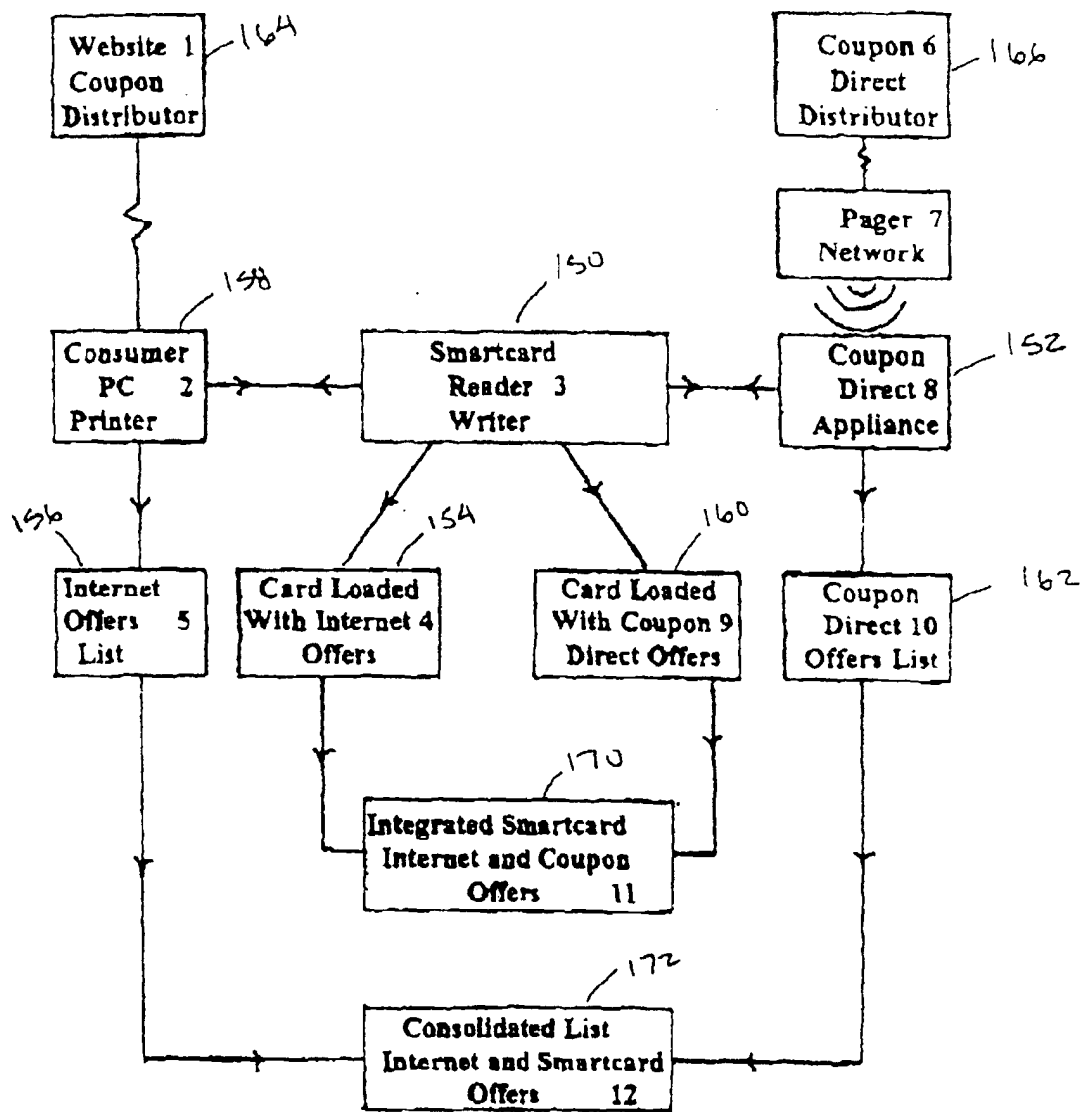 Website 1
Coupon
Distributor
164
Coupon 6
Direct
Distributor
166
Pager 7
Network
158
150
152
Consumer
PC 2
Printer
Smartcard
Reader 3
Writer
Coupon
Direct 8
Appliance
156
154
160
162
Internet
Offers 5
List
Card Loaded
With Internet 4
Offers
Card Loaded
With Coupon 9
Direct Offers
Coupon
Direct 10
Offers List
170
Integrated Smartcard
Internet and Coupon
Offers 11
172
Consolidated List
Internet and Smartcard
Offers 12